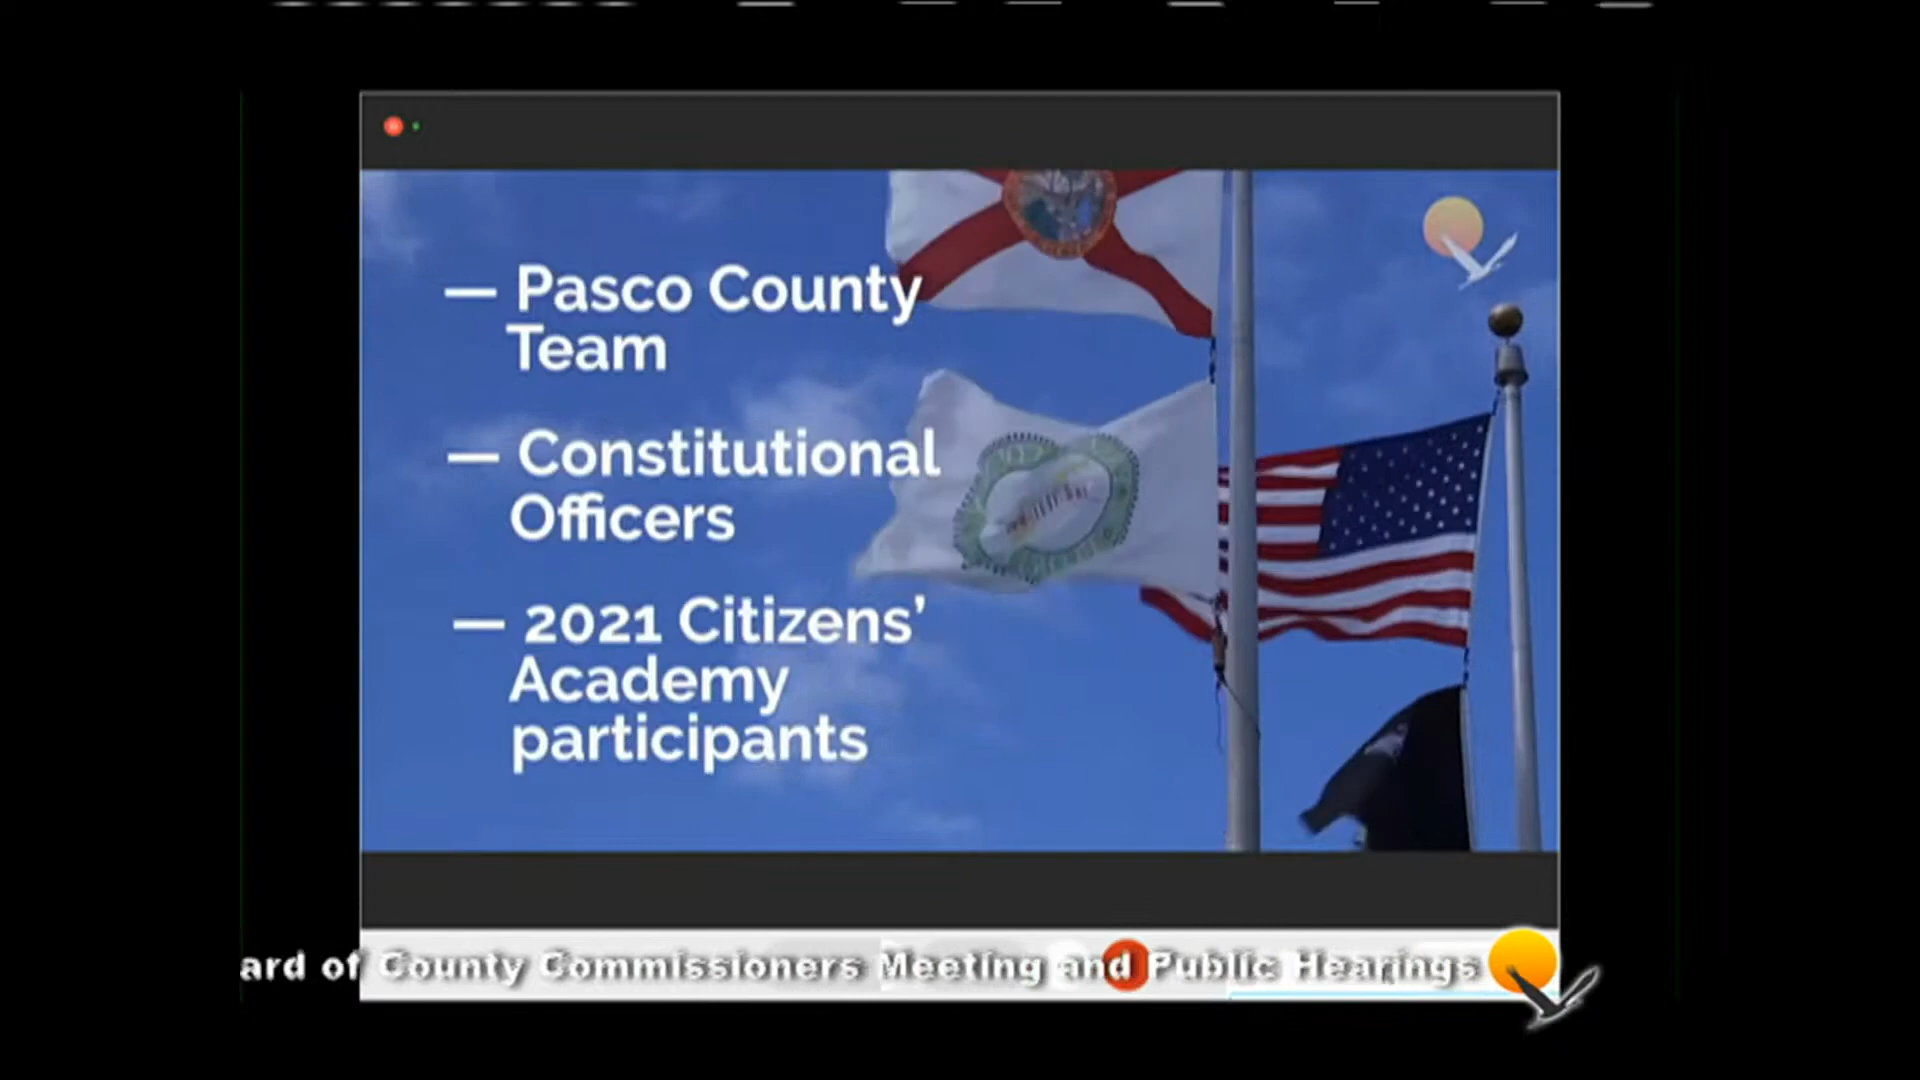 — Pasco County
Team
— Constitutional
Officers
— 2021 Citizens’
Academy
participants
ard of County Commissioners Meeting and Public Hearings